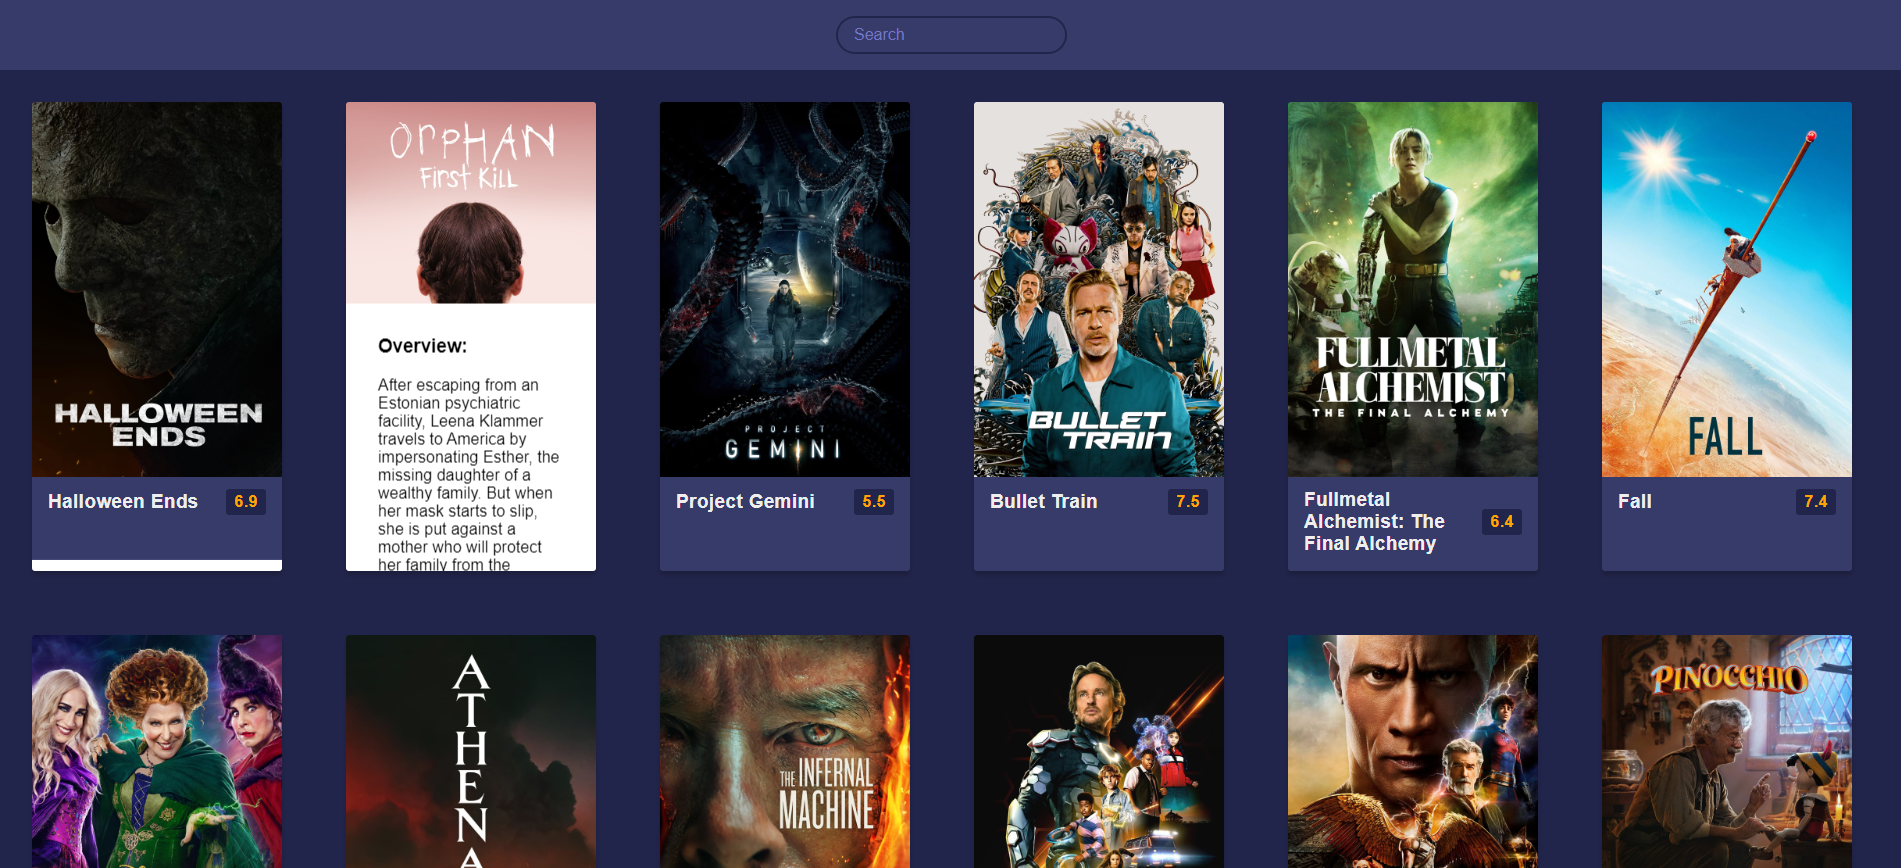 Search
HALLOWEEN
ENDS
Halloween Ends
6.9
ORPHAN
First Kill
Overview:
After escaping from an
Estonian psychiatric
facility, Leena Klammer
travels to America by
impersonating Esther, the
missing daughter of a
wealthy family. But when
her mask starts to slip,
she is put against a
mother who will protect
her family from the
PROJECT
GEMINI
Project Gemini
5.5
BULLET
TRAIN
Bullet Train
7.5
FULLMETAL
ALCHEMIST
THE FINAL ALCHEMY
Fullmetal
Alchemist: The
Final Alchemy
6.4
FALL
Fall
7.4
ATHENA
THE INFERNAL
MACHINE
PINOCCHIO